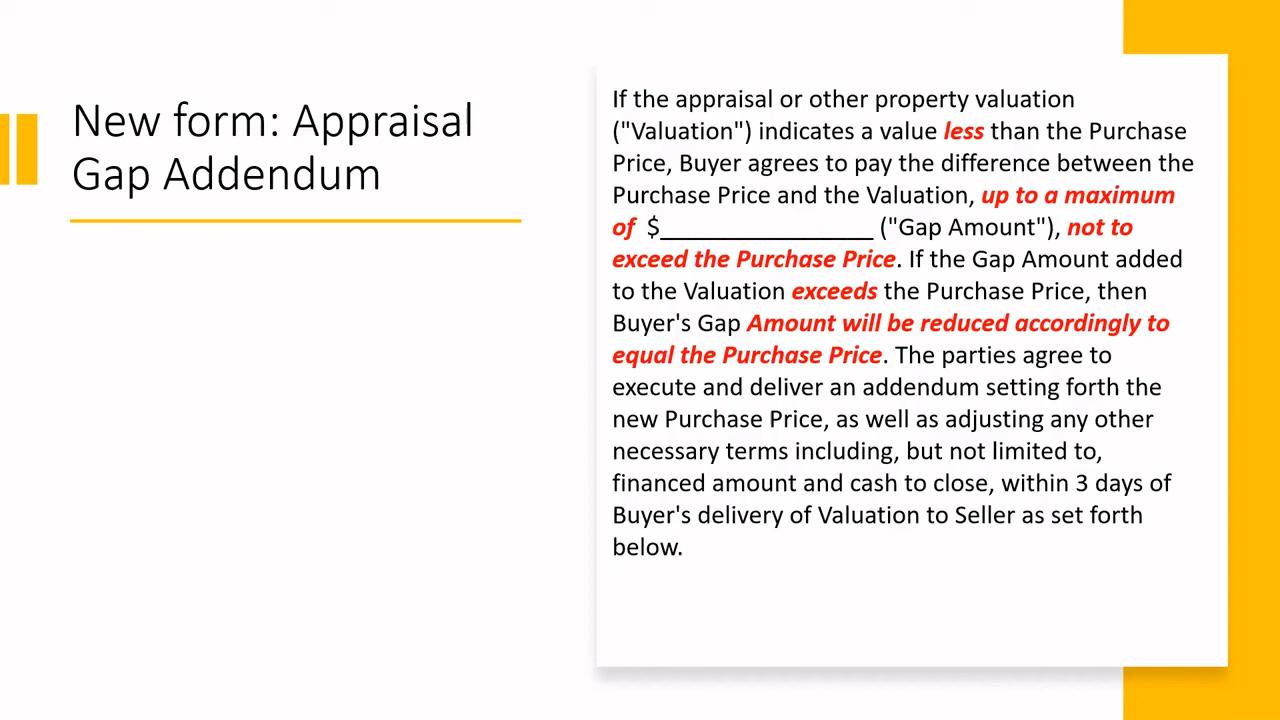 New form: Appraisal
Gap Addendum
If the appraisal or other property valuation
("Valuation") indicates a value less than the Purchase
Price, Buyer agrees to pay the difference between the
Purchase Price and the Valuation, up to a maximum
of $________________ ("Gap Amount"), not to
exceed the Purchase Price. If the Gap Amount added
to the Valuation exceeds the Purchase Price, then
Buyer's Gap Amount will be reduced accordingly to
equal the Purchase Price. The parties agree to
execute and deliver an addendum setting forth the
new Purchase Price, as well as adjusting any other
necessary terms including, but not limited to,
financed amount and cash to close, within 3 days of
Buyer's delivery of Valuation to Seller as set forth
below.